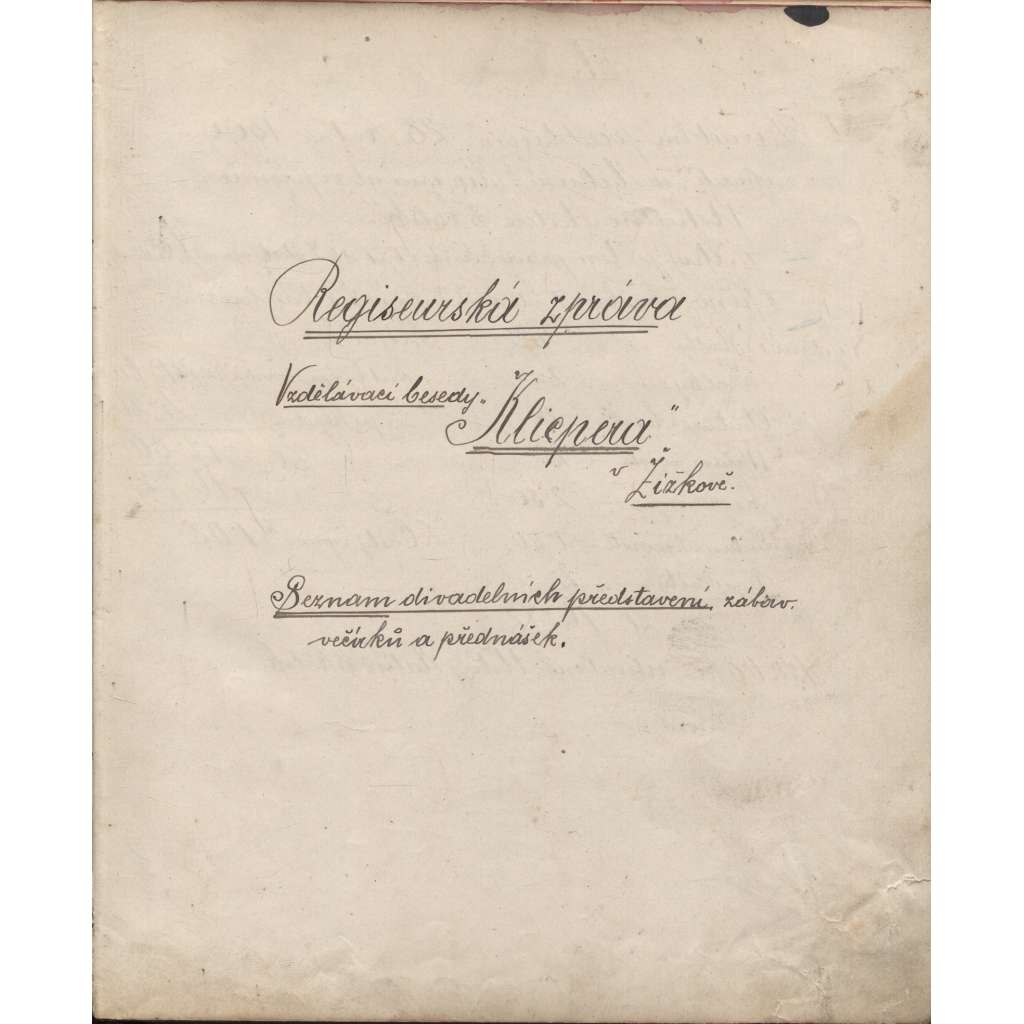 Regiseurská zpráva
Vzdělávací besedy „
Klicpera"
v Žižkově.
Seznam divadelních představení, zábav.
večírků a přednášek.